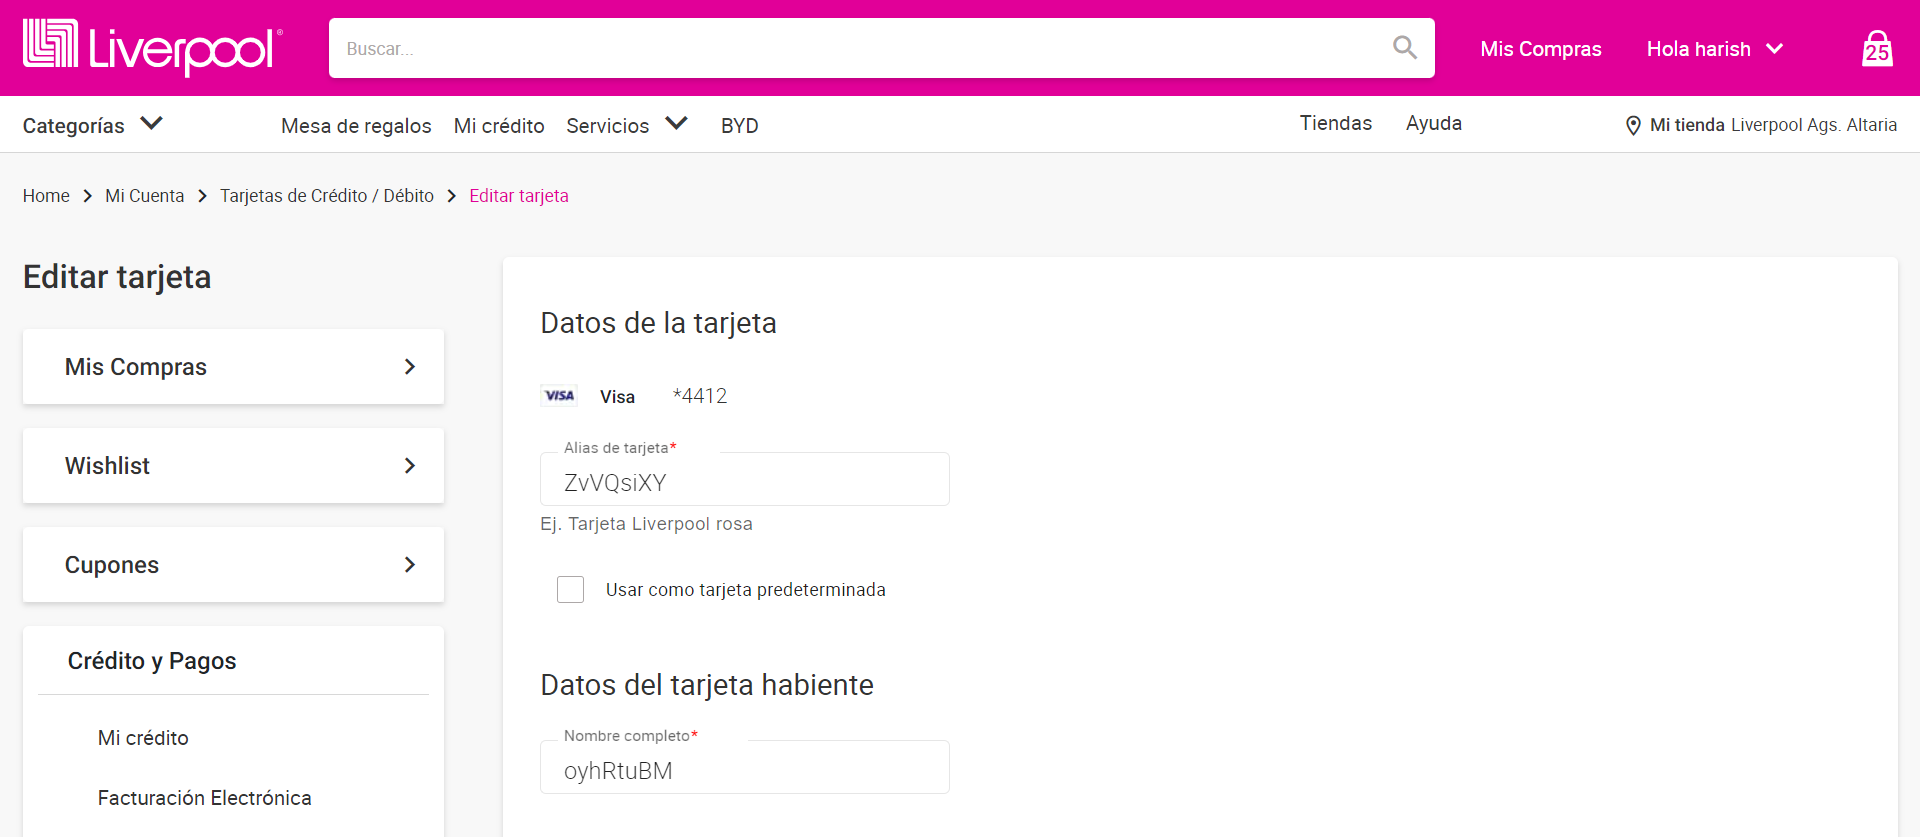 Liverpool®
Buscar...
Mis Compras
Hola harish
25
Categorías
Mesa de regalos
Mi crédito
Servicios
BYD
Tiendas
Ayuda
Mi tienda Liverpool Ags. Altaria
Home > Mi Cuenta > Tarjetas de Crédito / Débito > Editar tarjeta
Editar tarjeta
Mis Compras
Wishlist
Cupones
Crédito y Pagos
Mi crédito
Facturación Electrónica
Datos de la tarjeta
VISA Visa *4412
Alias de tarjeta*
ZvVQsiXY
Ej. Tarjeta Liverpool rosa
Usar como tarjeta predeterminada
Datos del tarjeta habiente
Nombre completo*
oyhRtuBM